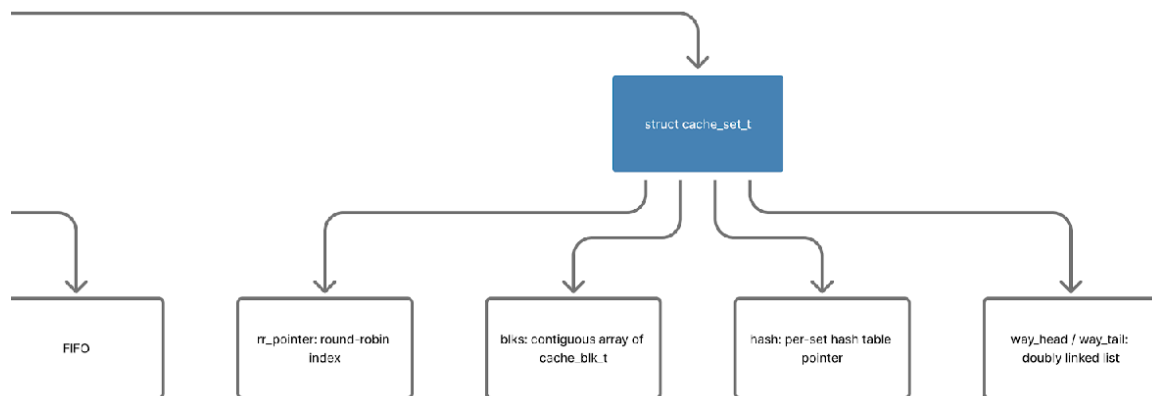 struct cache_set_t
FIFO
rr_pointer: round-robin
index
blks: contiguous array of
cache_blk_t
hash: per-set hash table
pointer
way_head / way_tail:
doubly linked list